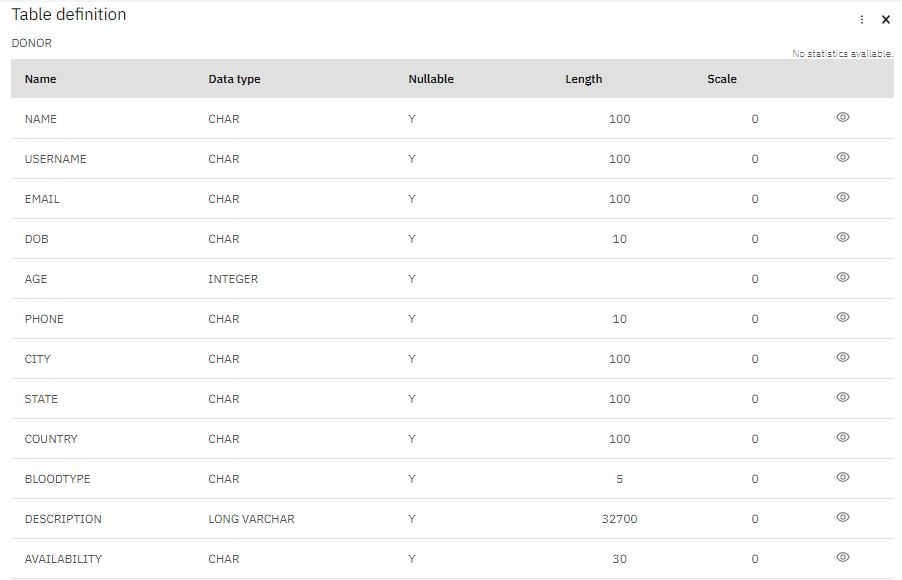 Table definition
DONOR
No statistics available.
Name Data type Nullable Length Scale
NAME CHAR Y 100 0
USERNAME CHAR Y 100 0
EMAIL CHAR Y 100 0
DOB CHAR Y 10 0
AGE INTEGER Y 0
PHONE CHAR Y 10 0
CITY CHAR Y 100 0
STATE CHAR Y 100 0
COUNTRY CHAR Y 100 0
BLOODTYPE CHAR Y 5 0
DESCRIPTION LONG VARCHAR Y 32700 0
AVAILABILITY CHAR Y 30 0